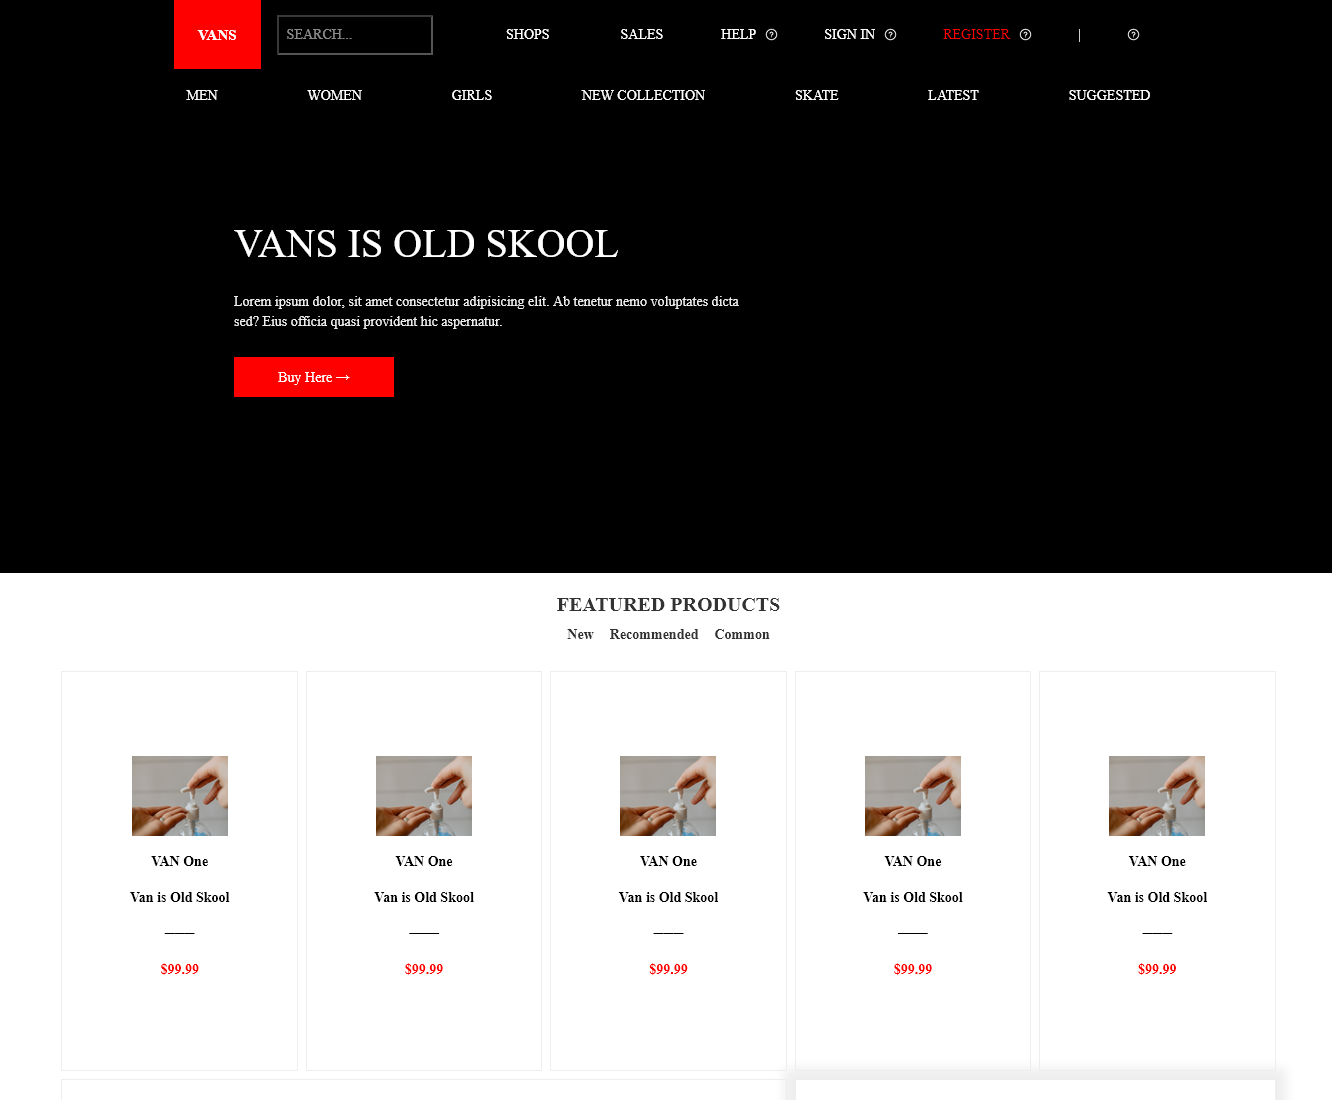 VANS
SEARCH...
SHOPS
SALES
HELP
SIGN IN
REGISTER
|
MEN
WOMEN
GIRLS
NEW COLLECTION
SKATE
LATEST
SUGGESTED
VANS IS OLD SKOOL
Lorem ipsum dolor, sit amet consectetur adipisicing elit. Ab tenetur nemo voluptates dicta
sed? Eius officia quasi provident hic aspernatur.
Buy Here →
FEATURED PRODUCTS
New Recommended Common
VAN One
Van is Old Skool
$99.99
VAN One
Van is Old Skool
$99.99
VAN One
Van is Old Skool
$99.99
VAN One
Van is Old Skool
$99.99
VAN One
Van is Old Skool
$99.99